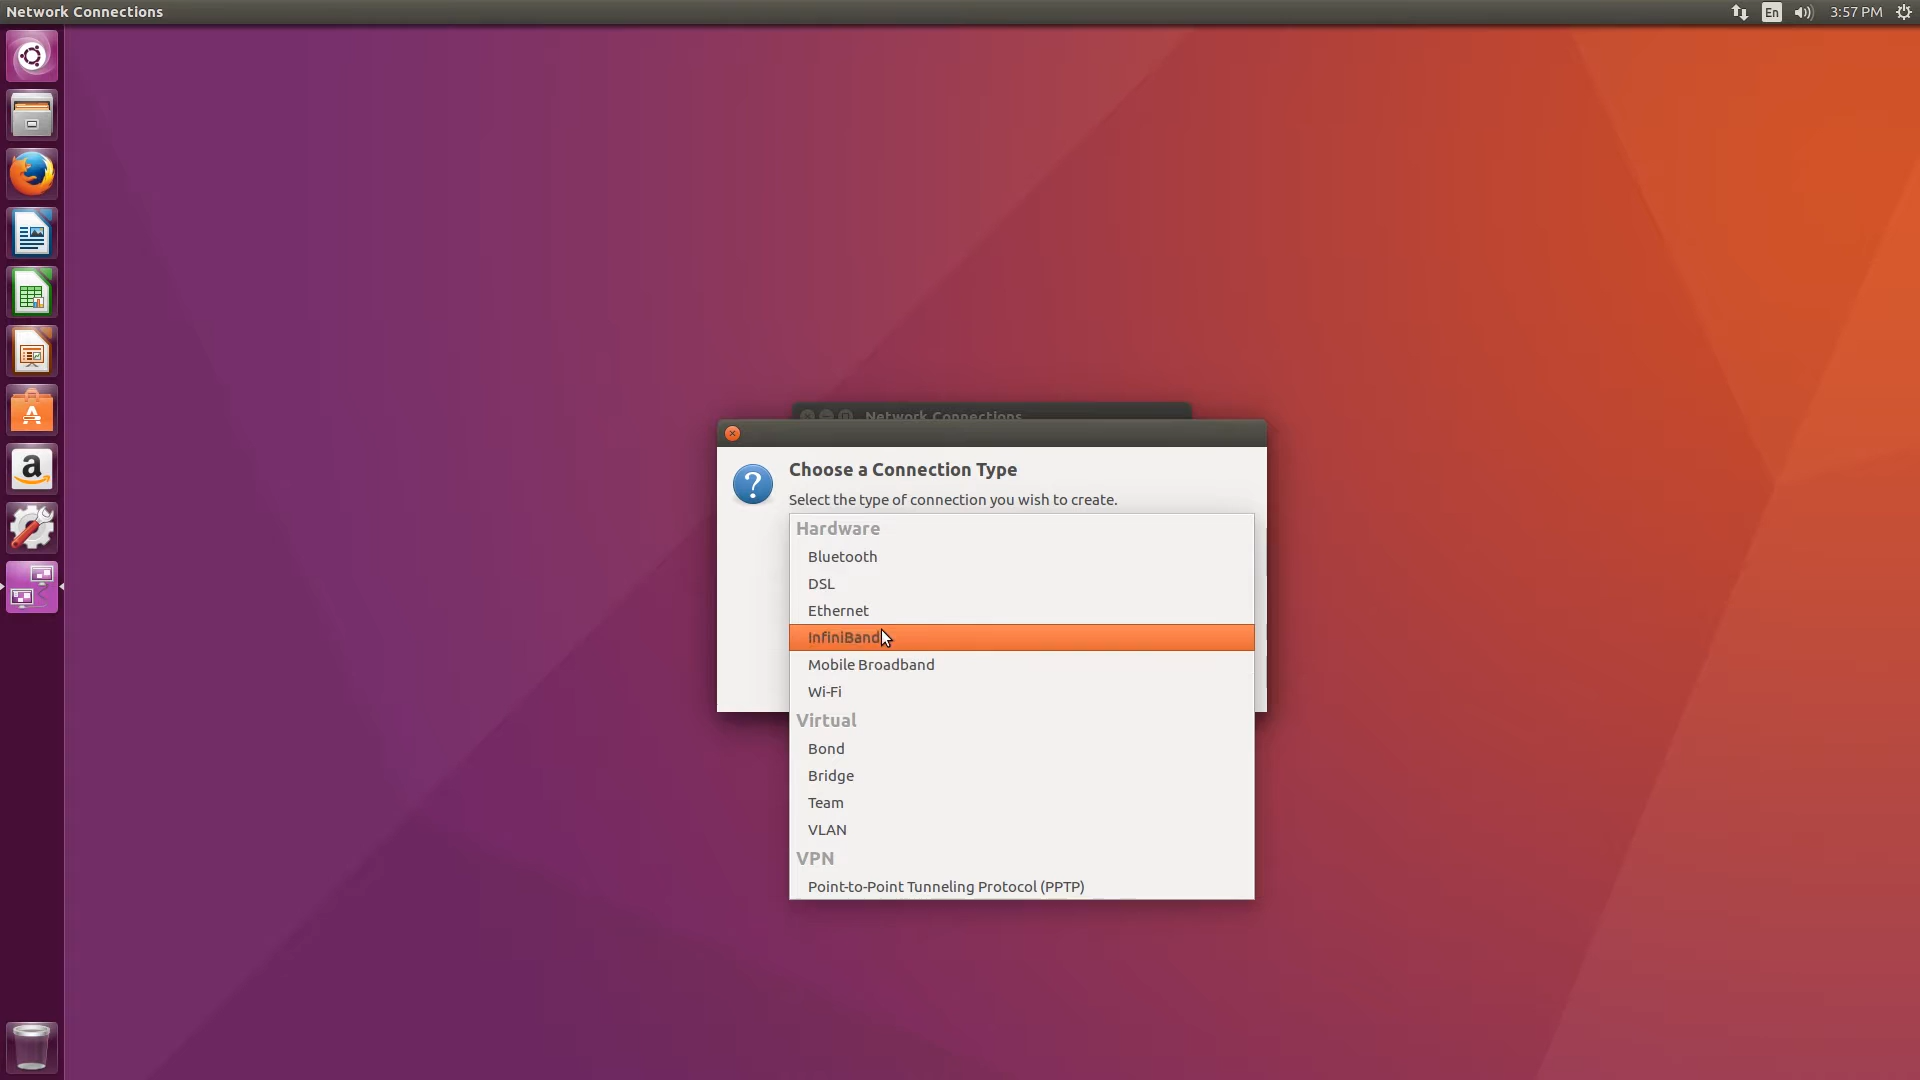 Network Connections
En
3:57 PM
Network Connections
Choose a Connection Type
Select the type of connection you wish to create.
Hardware
Bluetooth
DSL
Ethernet
InfiniBand
Mobile Broadband
Wi-Fi
Virtual
Bond
Bridge
Team
VLAN
VPN
Point-to-Point Tunneling Protocol (PPTP)